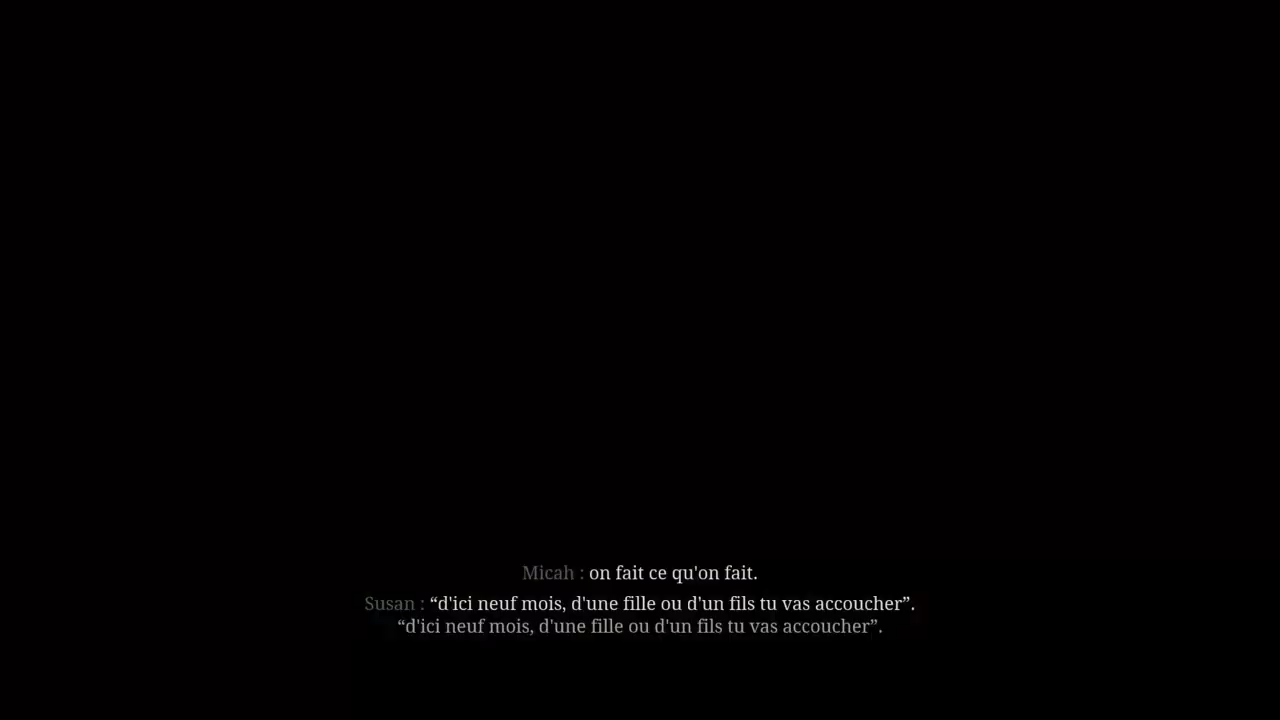 Micah : on fait ce qu'on fait.
Susan : “d'ici neuf mois, d'une fille ou d'un fils tu vas accoucher”.
“d'ici neuf mois, d'une fille ou d'un fils tu vas accoucher”.